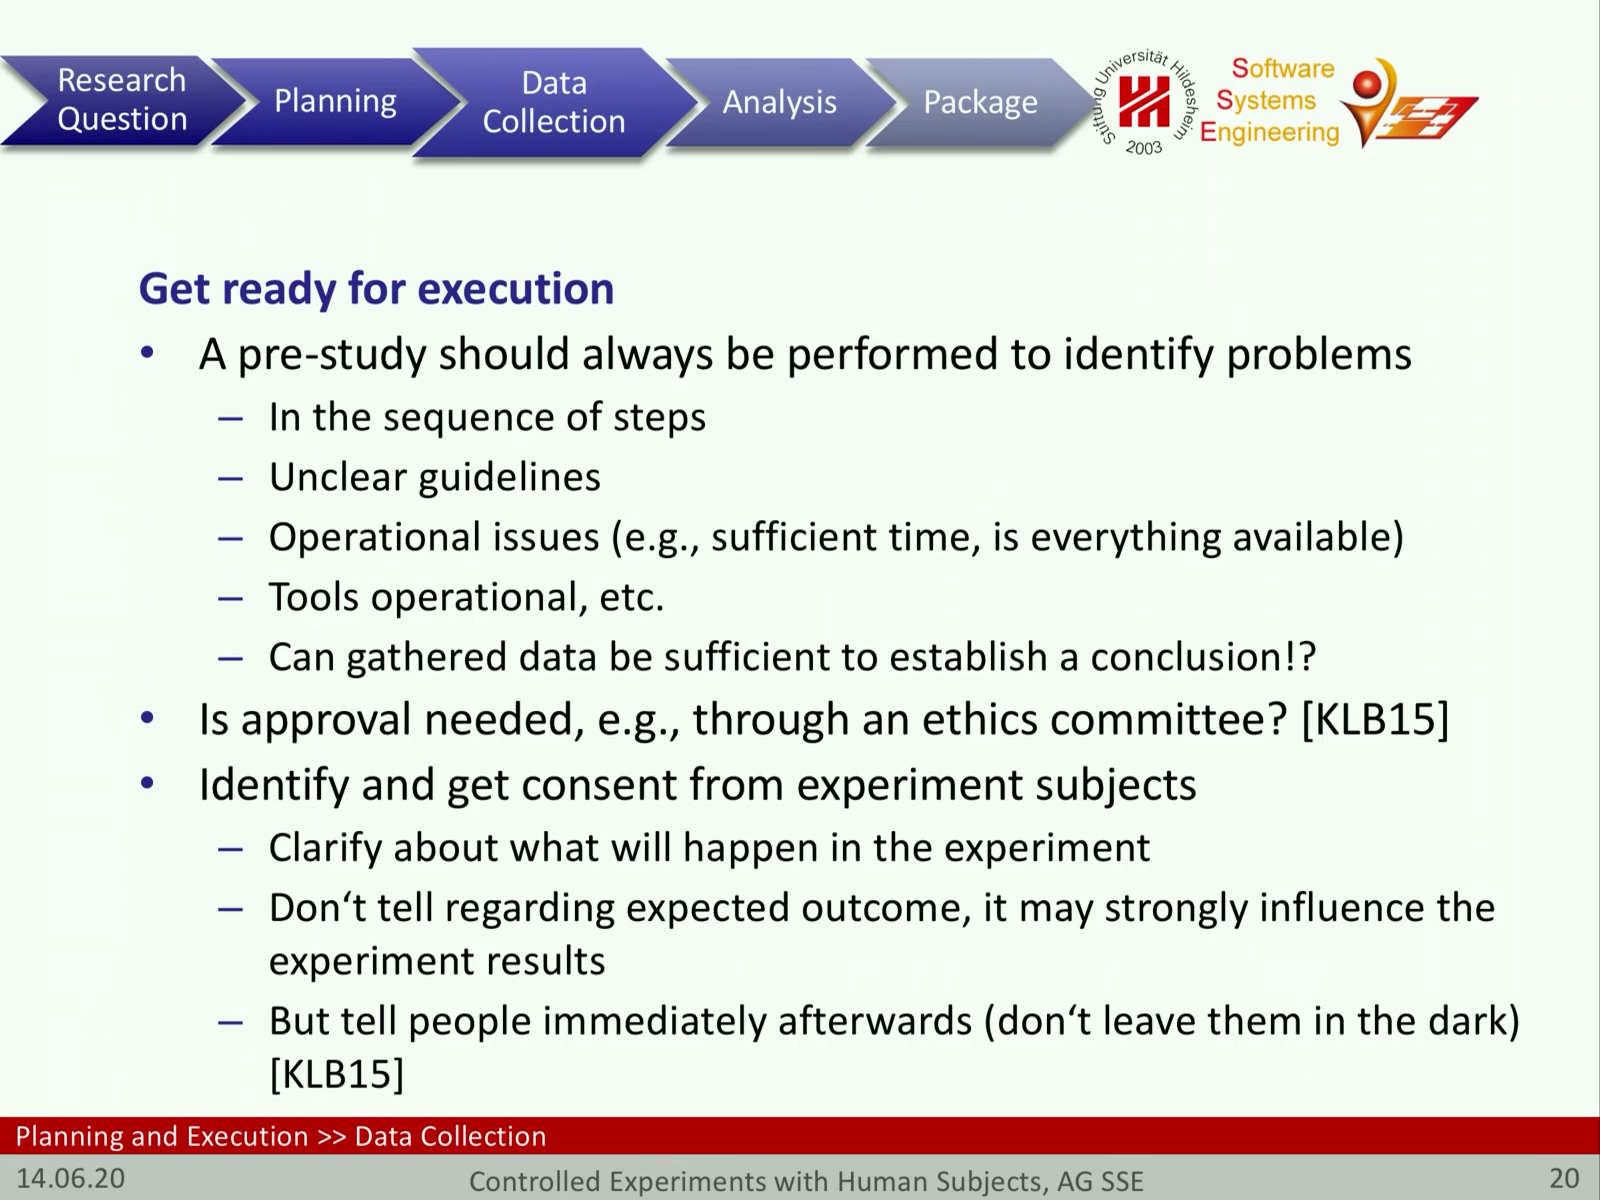 Research
Question
Planning
Data
Collection
Analysis
Package
Stiftung Universität Hildesheim
2003
Software
Systems
Engineering
Get ready for execution
• A pre-study should always be performed to identify problems
– In the sequence of steps
– Unclear guidelines
– Operational issues (e.g., sufficient time, is everything available)
– Tools operational, etc.
– Can gathered data be sufficient to establish a conclusion!?
• Is approval needed, e.g., through an ethics committee? [KLB15]
• Identify and get consent from experiment subjects
– Clarify about what will happen in the experiment
– Don‘t tell regarding expected outcome, it may strongly influence the
experiment results
– But tell people immediately afterwards (don‘t leave them in the dark)
[KLB15]
Planning and Execution >> Data Collection
14.06.20
Controlled Experiments with Human Subjects, AG SSE
20